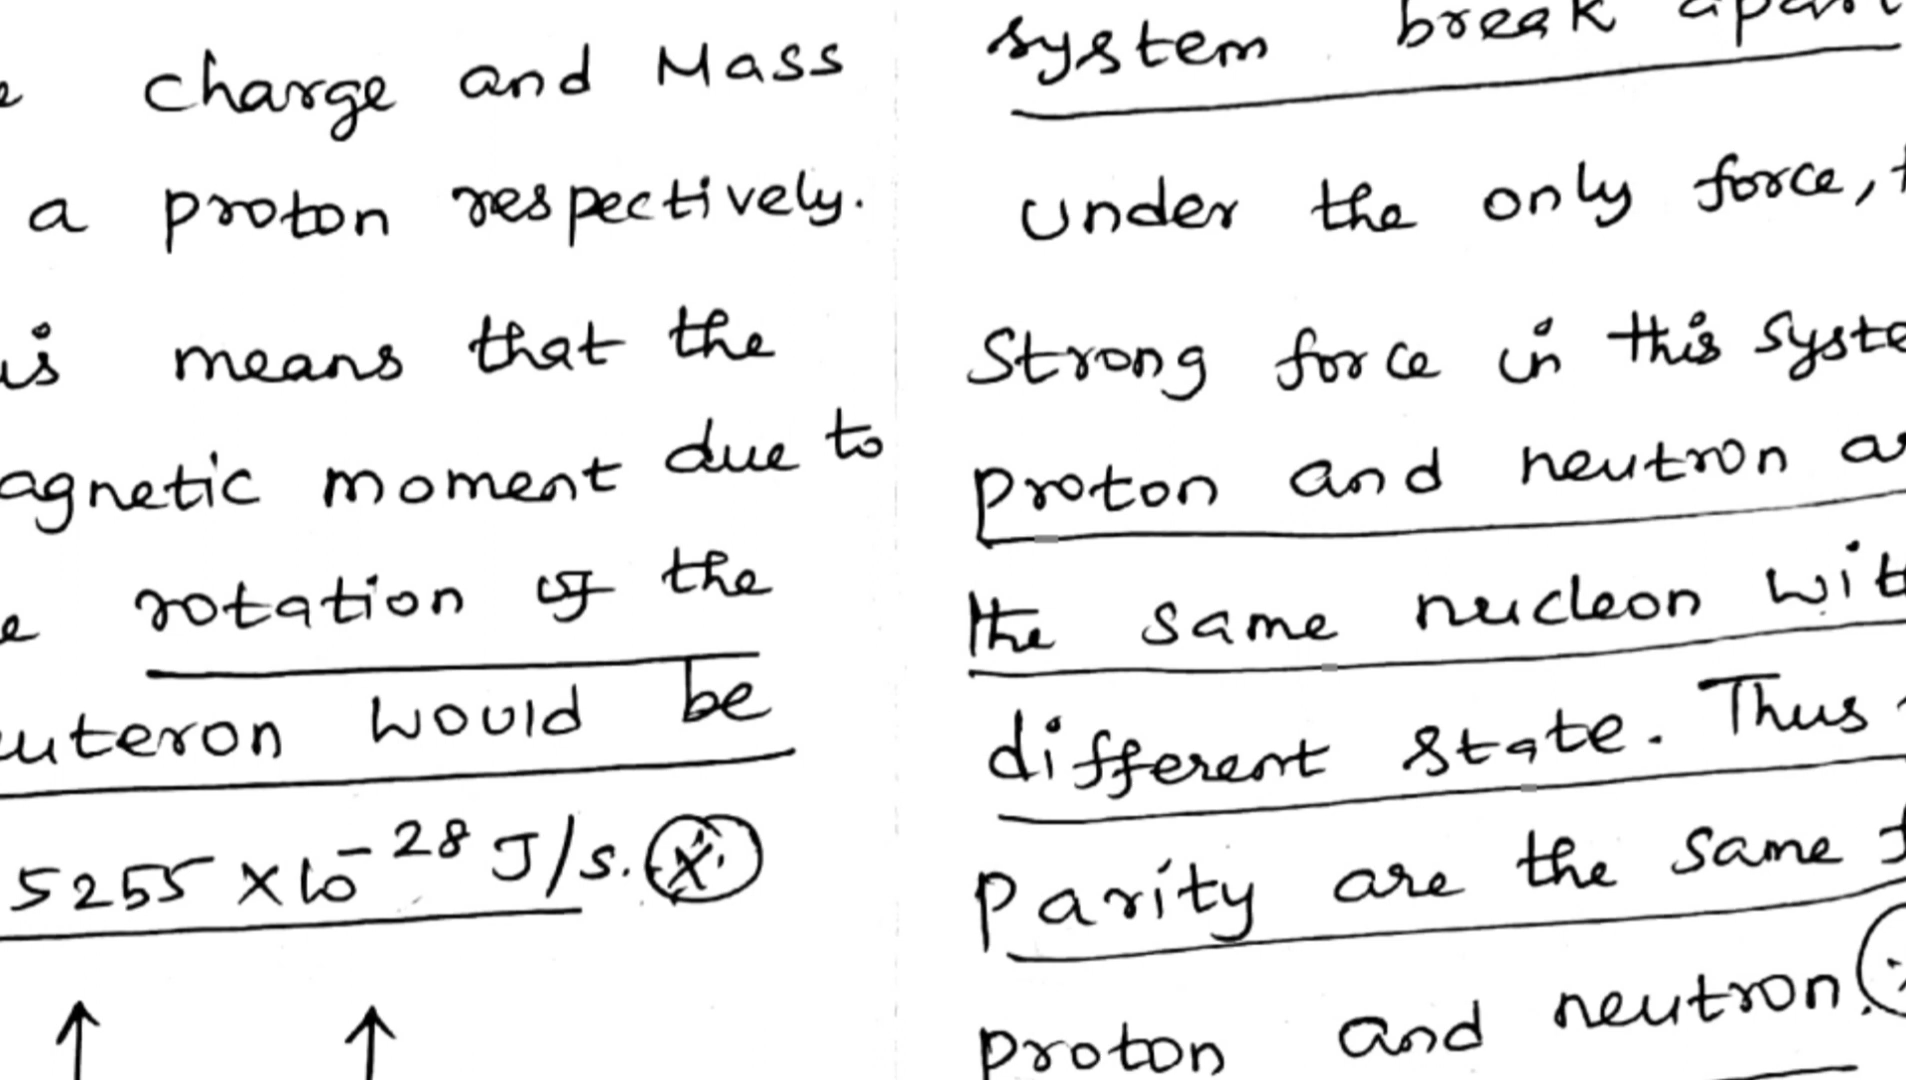 charge and Mass
a proton respectively.
means that the
agnetic moment due to
rotation of the
uteron would be
5255 × 10⁻²⁸ J/s. (x)
system break apart
under the only force,
Strong force in this syste
proton and neutron
the same nucleon wit
different state. Thus
parity are the same
proton and neutron.